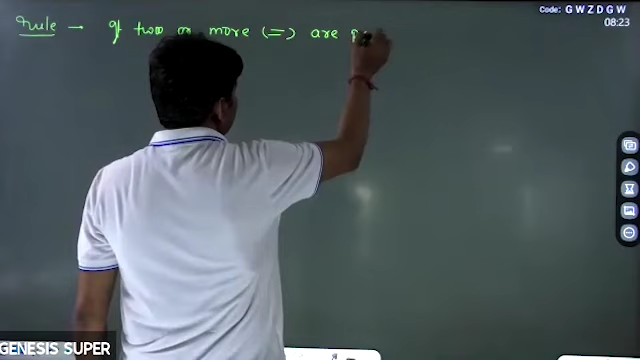 Code: G W Z D G W
08:23
Rule - If two or more (=) are
GENESIS SUPER